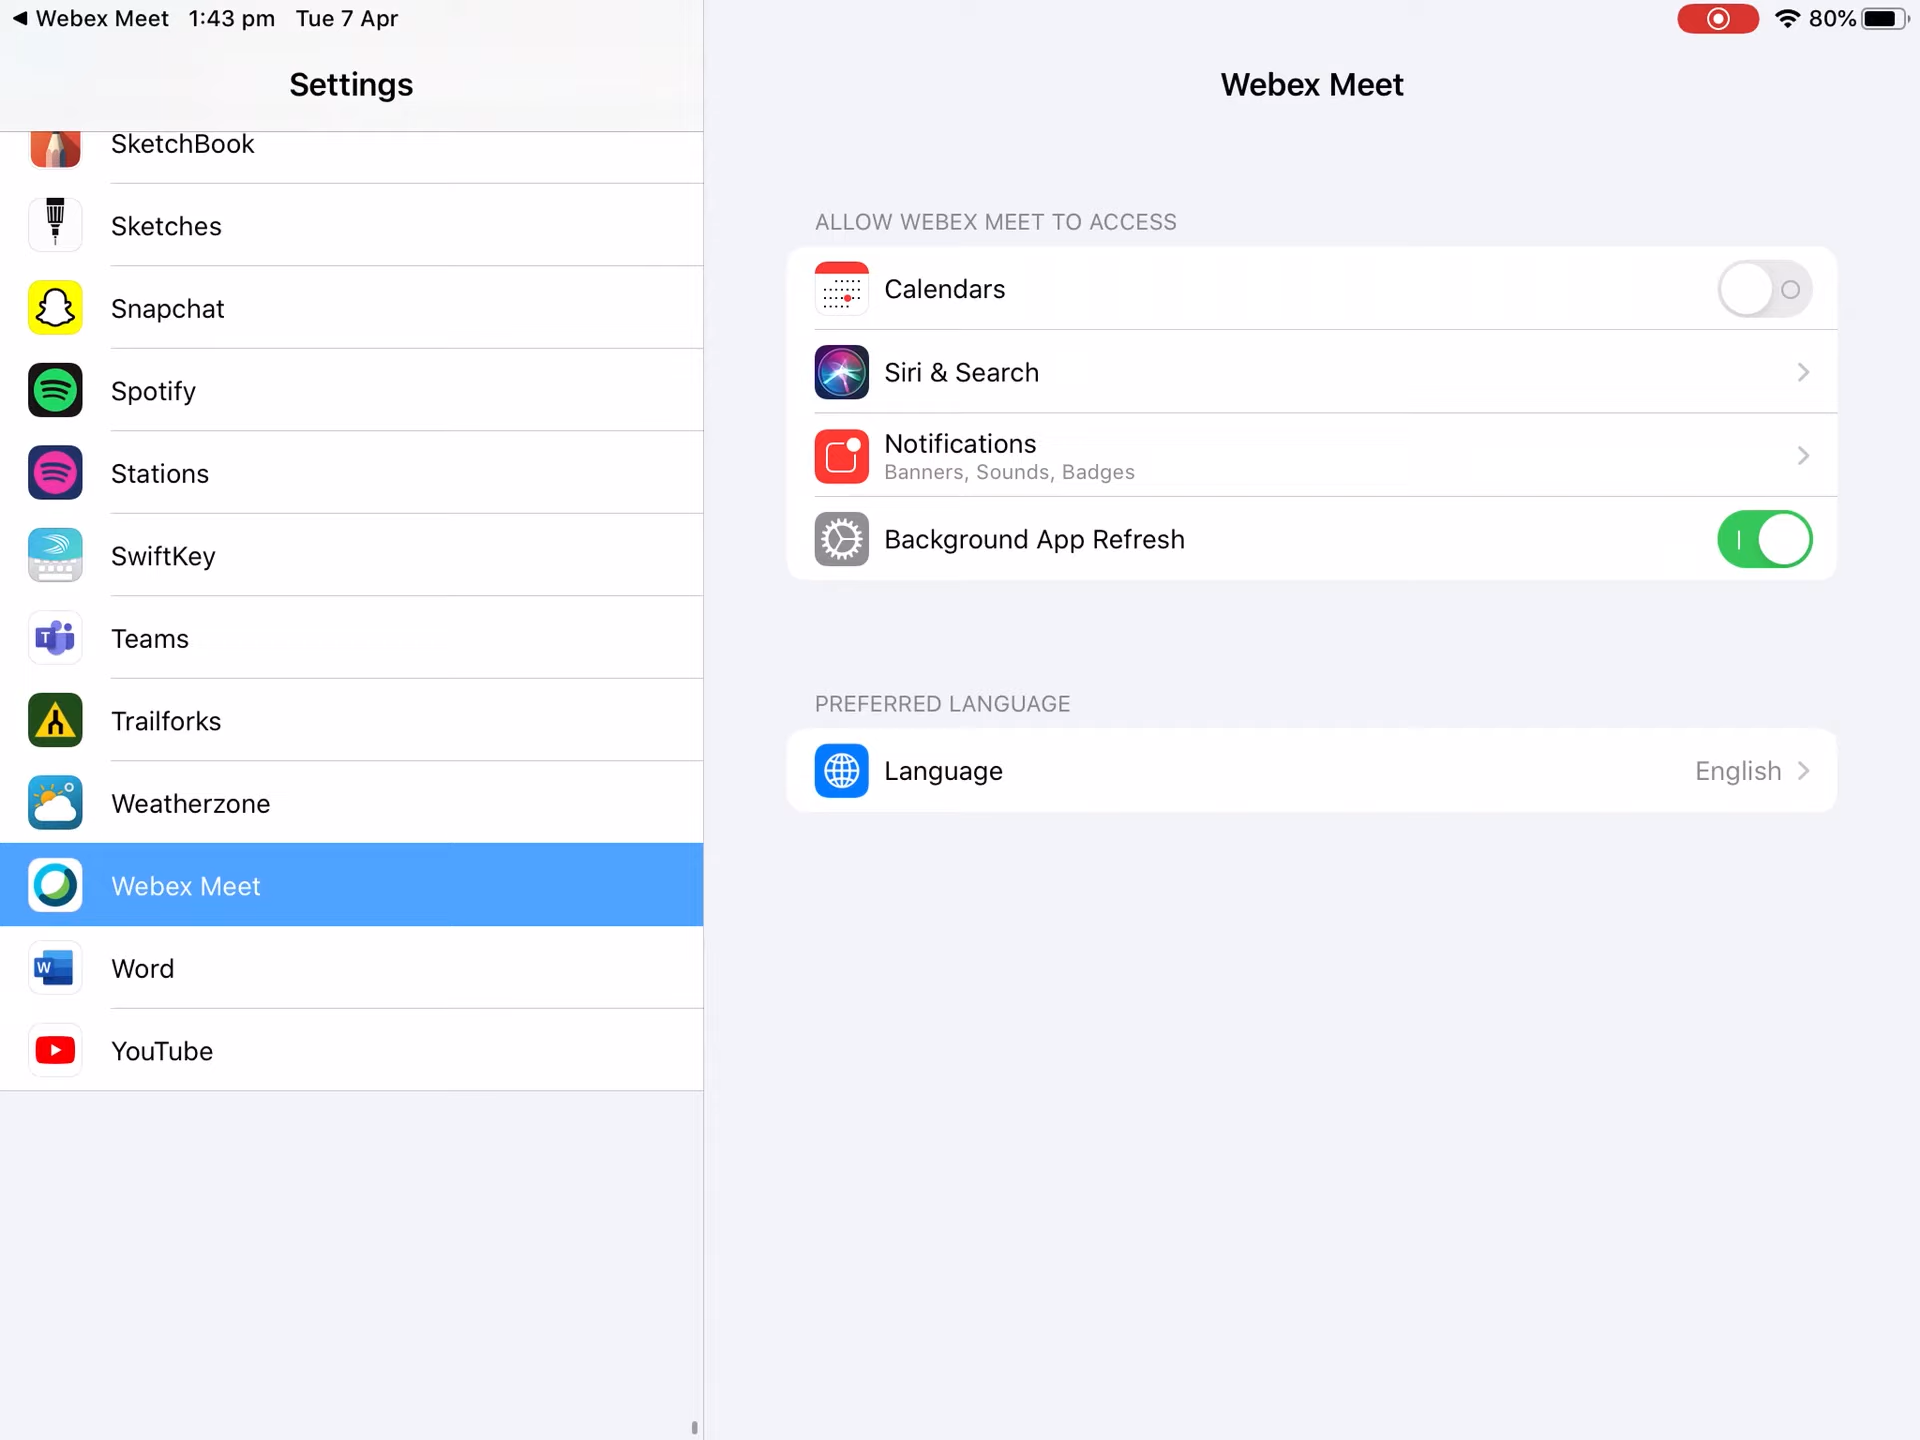 Webex Meet 1:43 pm Tue 7 Apr
80%
Settings
SketchBook
Sketches
Snapchat
Spotify
Stations
SwiftKey
Teams
Trailforks
Weatherzone
Webex Meet
Word
YouTube
Webex Meet
ALLOW WEBEX MEET TO ACCESS
Calendars
Siri & Search
Notifications
Banners, Sounds, Badges
Background App Refresh
PREFERRED LANGUAGE
Language English